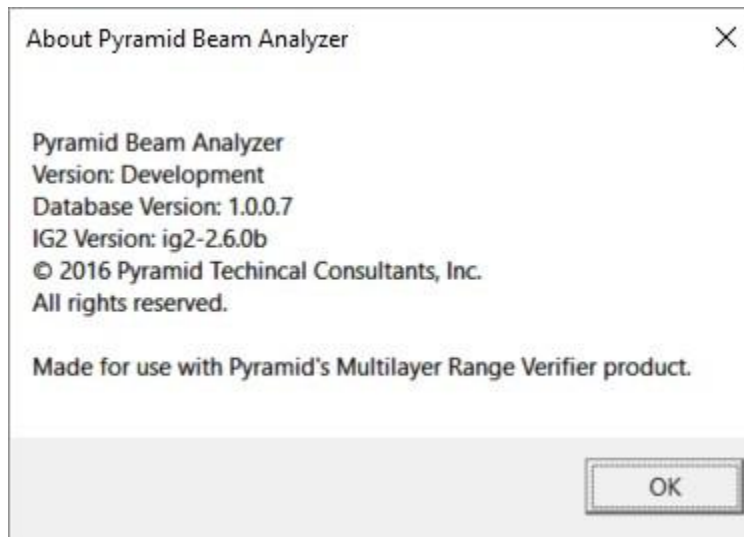 About Pyramid Beam Analyzer
Pyramid Beam Analyzer
Version: Development
Database Version: 1.0.0.7
IG2 Version: ig2-2.6.0b
© 2016 Pyramid Techincal Consultants, Inc.
All rights reserved.
Made for use with Pyramid's Multilayer Range Verifier product.
OK